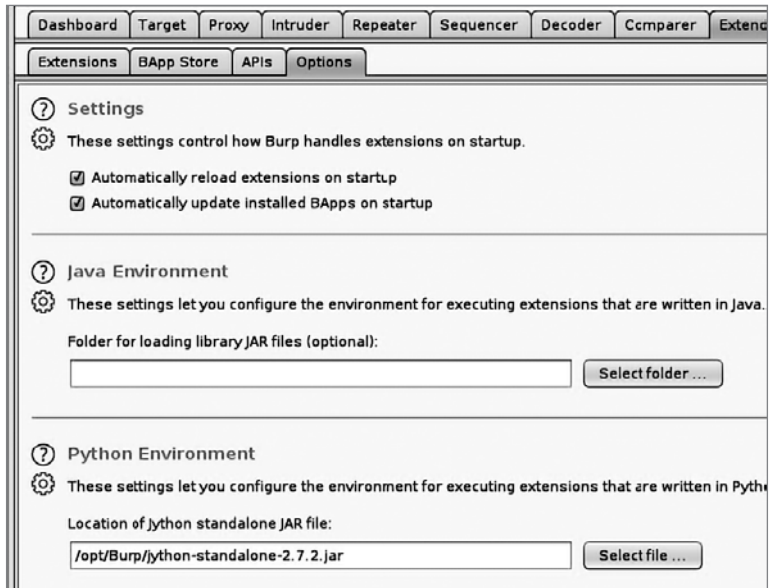 Dashboard Target Proxy Intruder Repeater Sequencer Decoder Comparer Extend
Extensions BApp Store APIs Options
Settings
These settings control how Burp handles extensions on startup.
Automatically reload extensions on startup
Automatically update installed BApps on startup
Java Environment
These settings let you configure the environment for executing extensions that are written in Java.
Folder for loading library JAR files (optional):
Select folder ...
Python Environment
These settings let you configure the environment for executing extensions that are written in Pyth
Location of Jython standalone JAR file:
/opt/Burp/jython-standalone-2.7.2.jar Select file ...